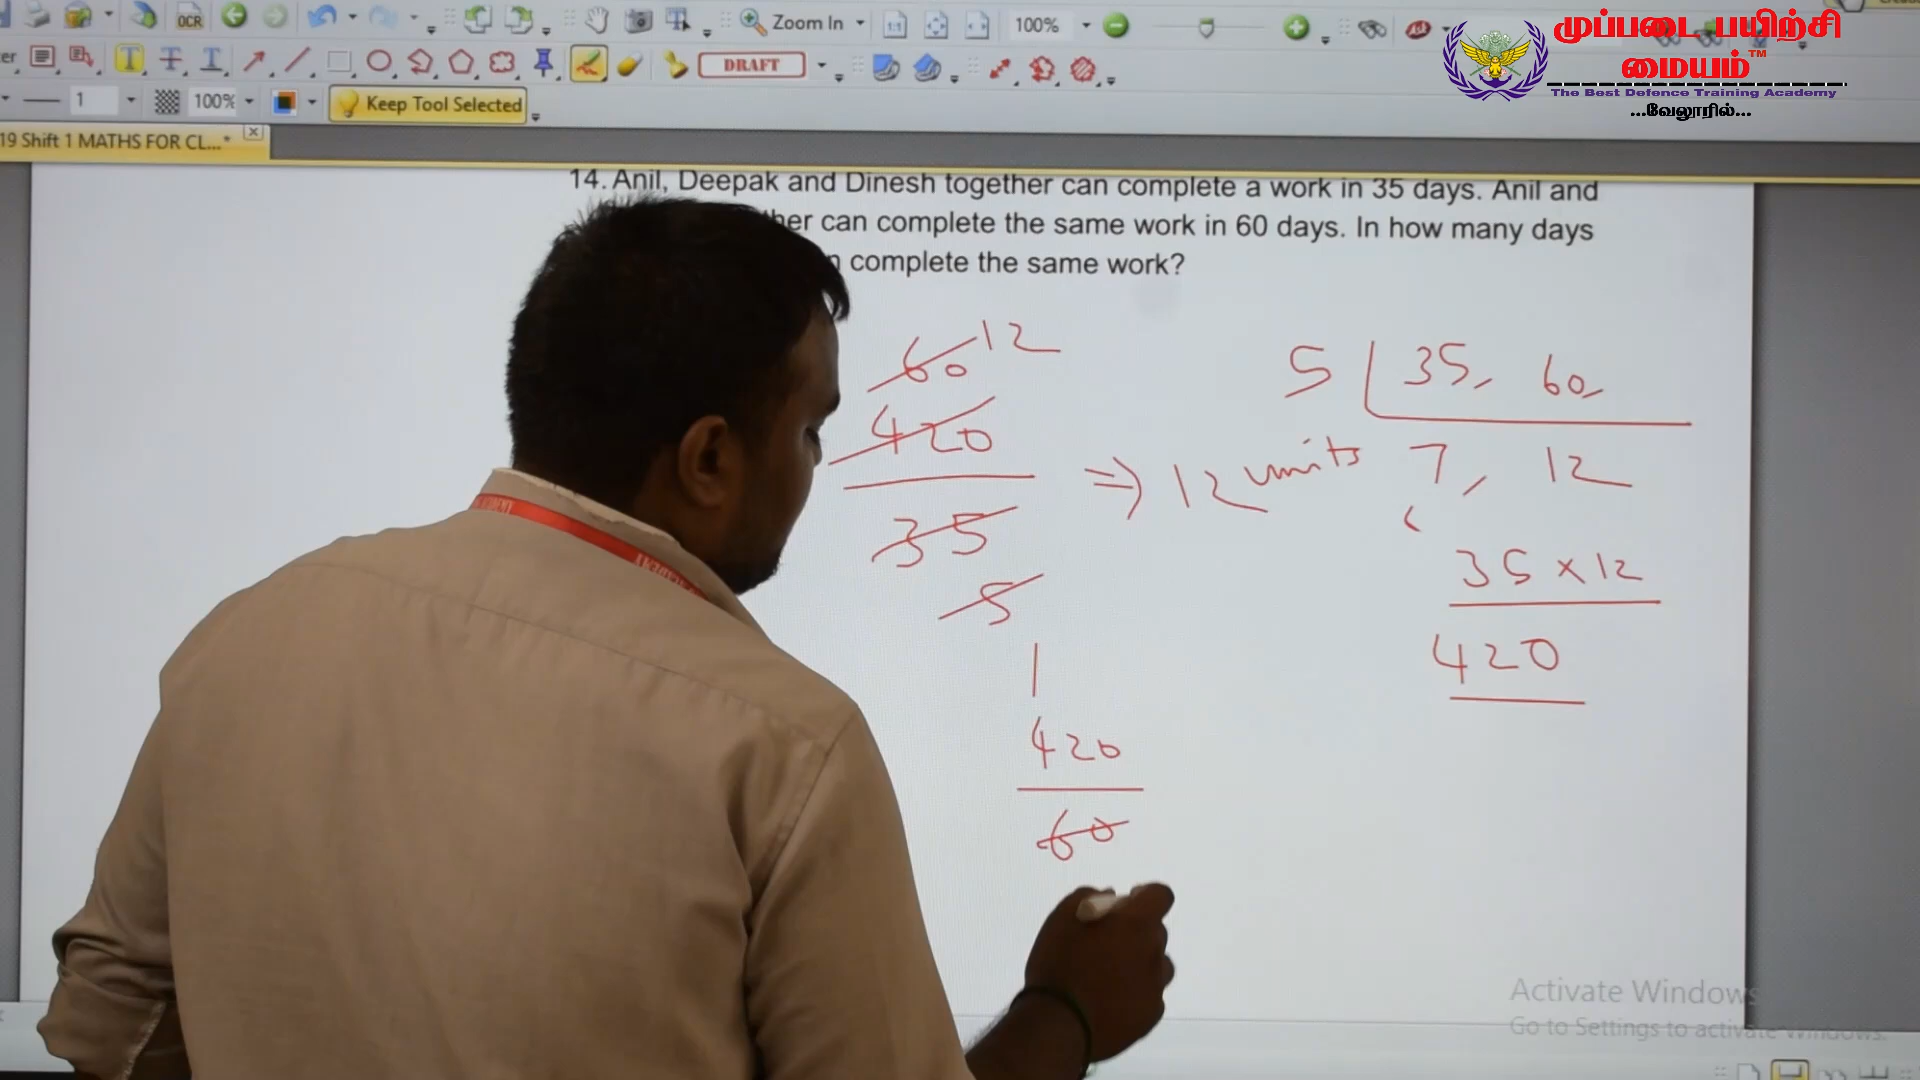 OCR
Zoom In
100%
DRAFT
1
100%
Keep Tool Selected
19 Shift 1 MATHS FOR CL...*
முப்படை பயிற்சி
மையம்™
The Best Defence Training Academy
...வேலூரில்...
14. Anil, Deepak and Dinesh together can complete a work in 35 days. Anil and
can complete the same work in 60 days. In how many days
complete the same work?
60 12
420
35
5
⇒ 12 units
5 35, 60
7, 12
35 × 12
420
420
60
Activate Windows
Go to Settings to activate Windows.